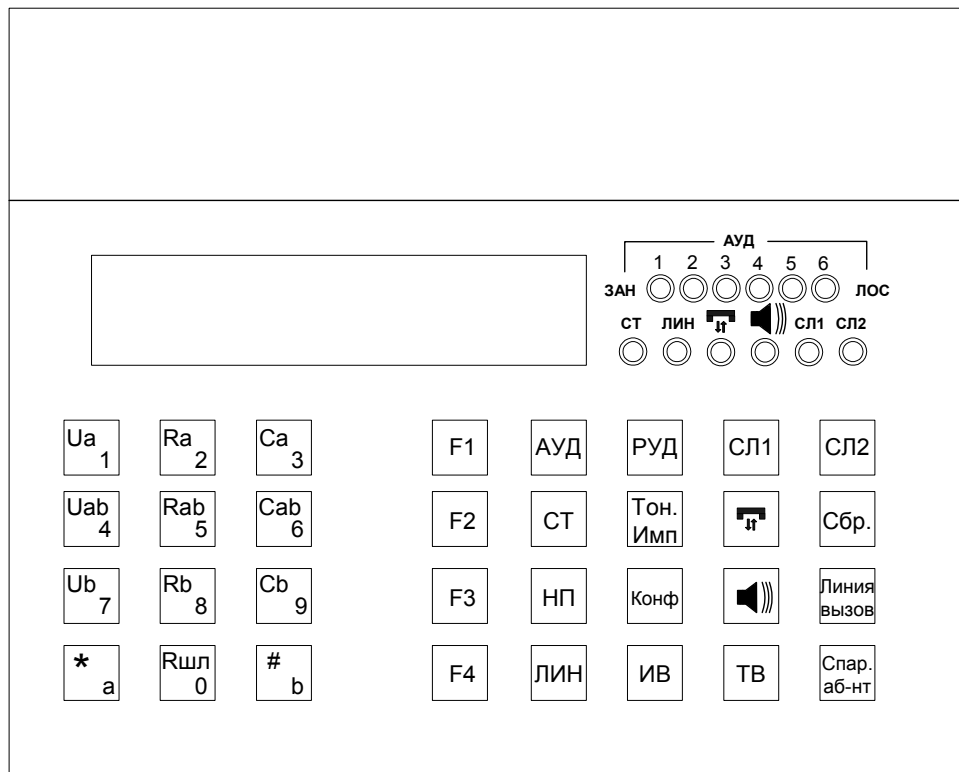 АУД
1 2 3 4 5 6
ЗАН ЛОС
СТ ЛИН СЛ1 СЛ2
Ua Ra Ca
1 2 3 F1 АУД РУД СЛ1 СЛ2
Uab Rab Cab
4 5 6 F2 СТ Тон. Сбр.
Имп
Ub Rb Cb
7 8 9 F3 НП Конф Линия
вызов
* Rшл #
a 0 b F4 ЛИН ИВ ТВ Спар.
аб-нт